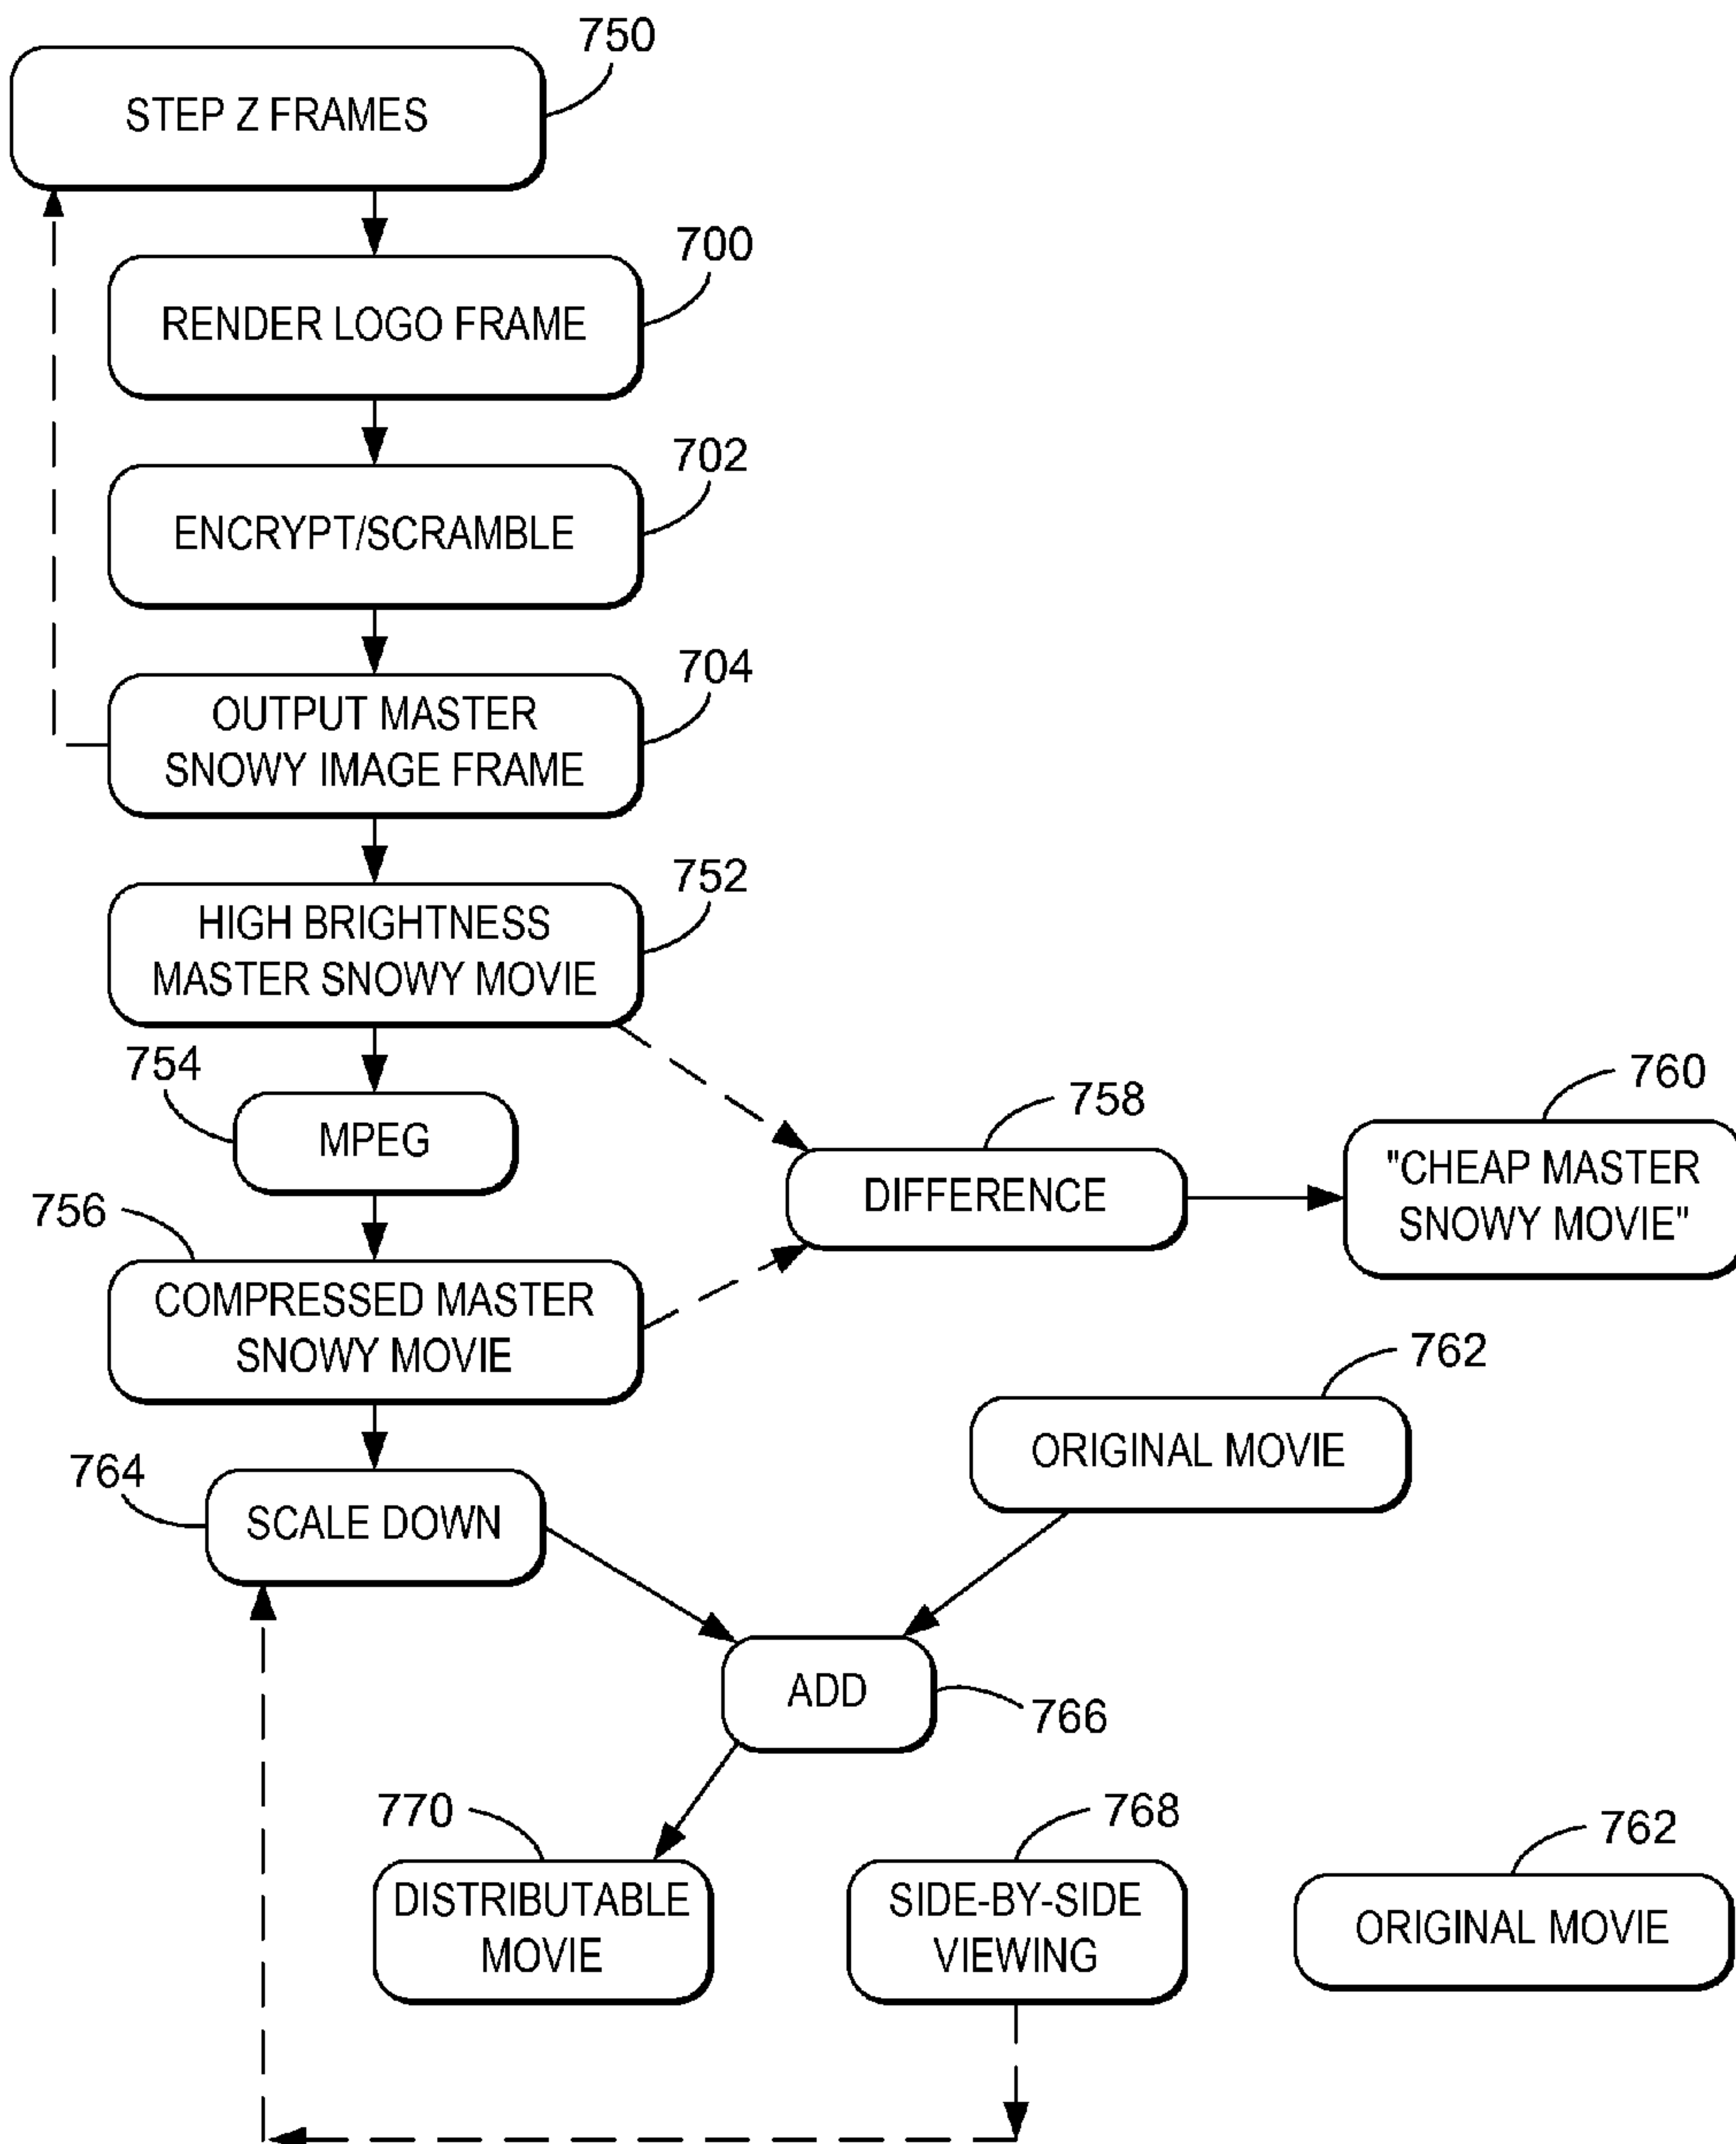 750
STEP Z FRAMES
700
RENDER LOGO FRAME
702
ENCRYPT/SCRAMBLE
704
OUTPUT MASTER
SNOWY IMAGE FRAME
752
HIGH BRIGHTNESS
MASTER SNOWY MOVIE
754
MPEG
758
DIFFERENCE
760
"CHEAP MASTER
SNOWY MOVIE"
756
COMPRESSED MASTER
SNOWY MOVIE
762
ORIGINAL MOVIE
764
SCALE DOWN
ADD
766
770
DISTRIBUTABLE
MOVIE
768
SIDE-BY-SIDE
VIEWING
762
ORIGINAL MOVIE